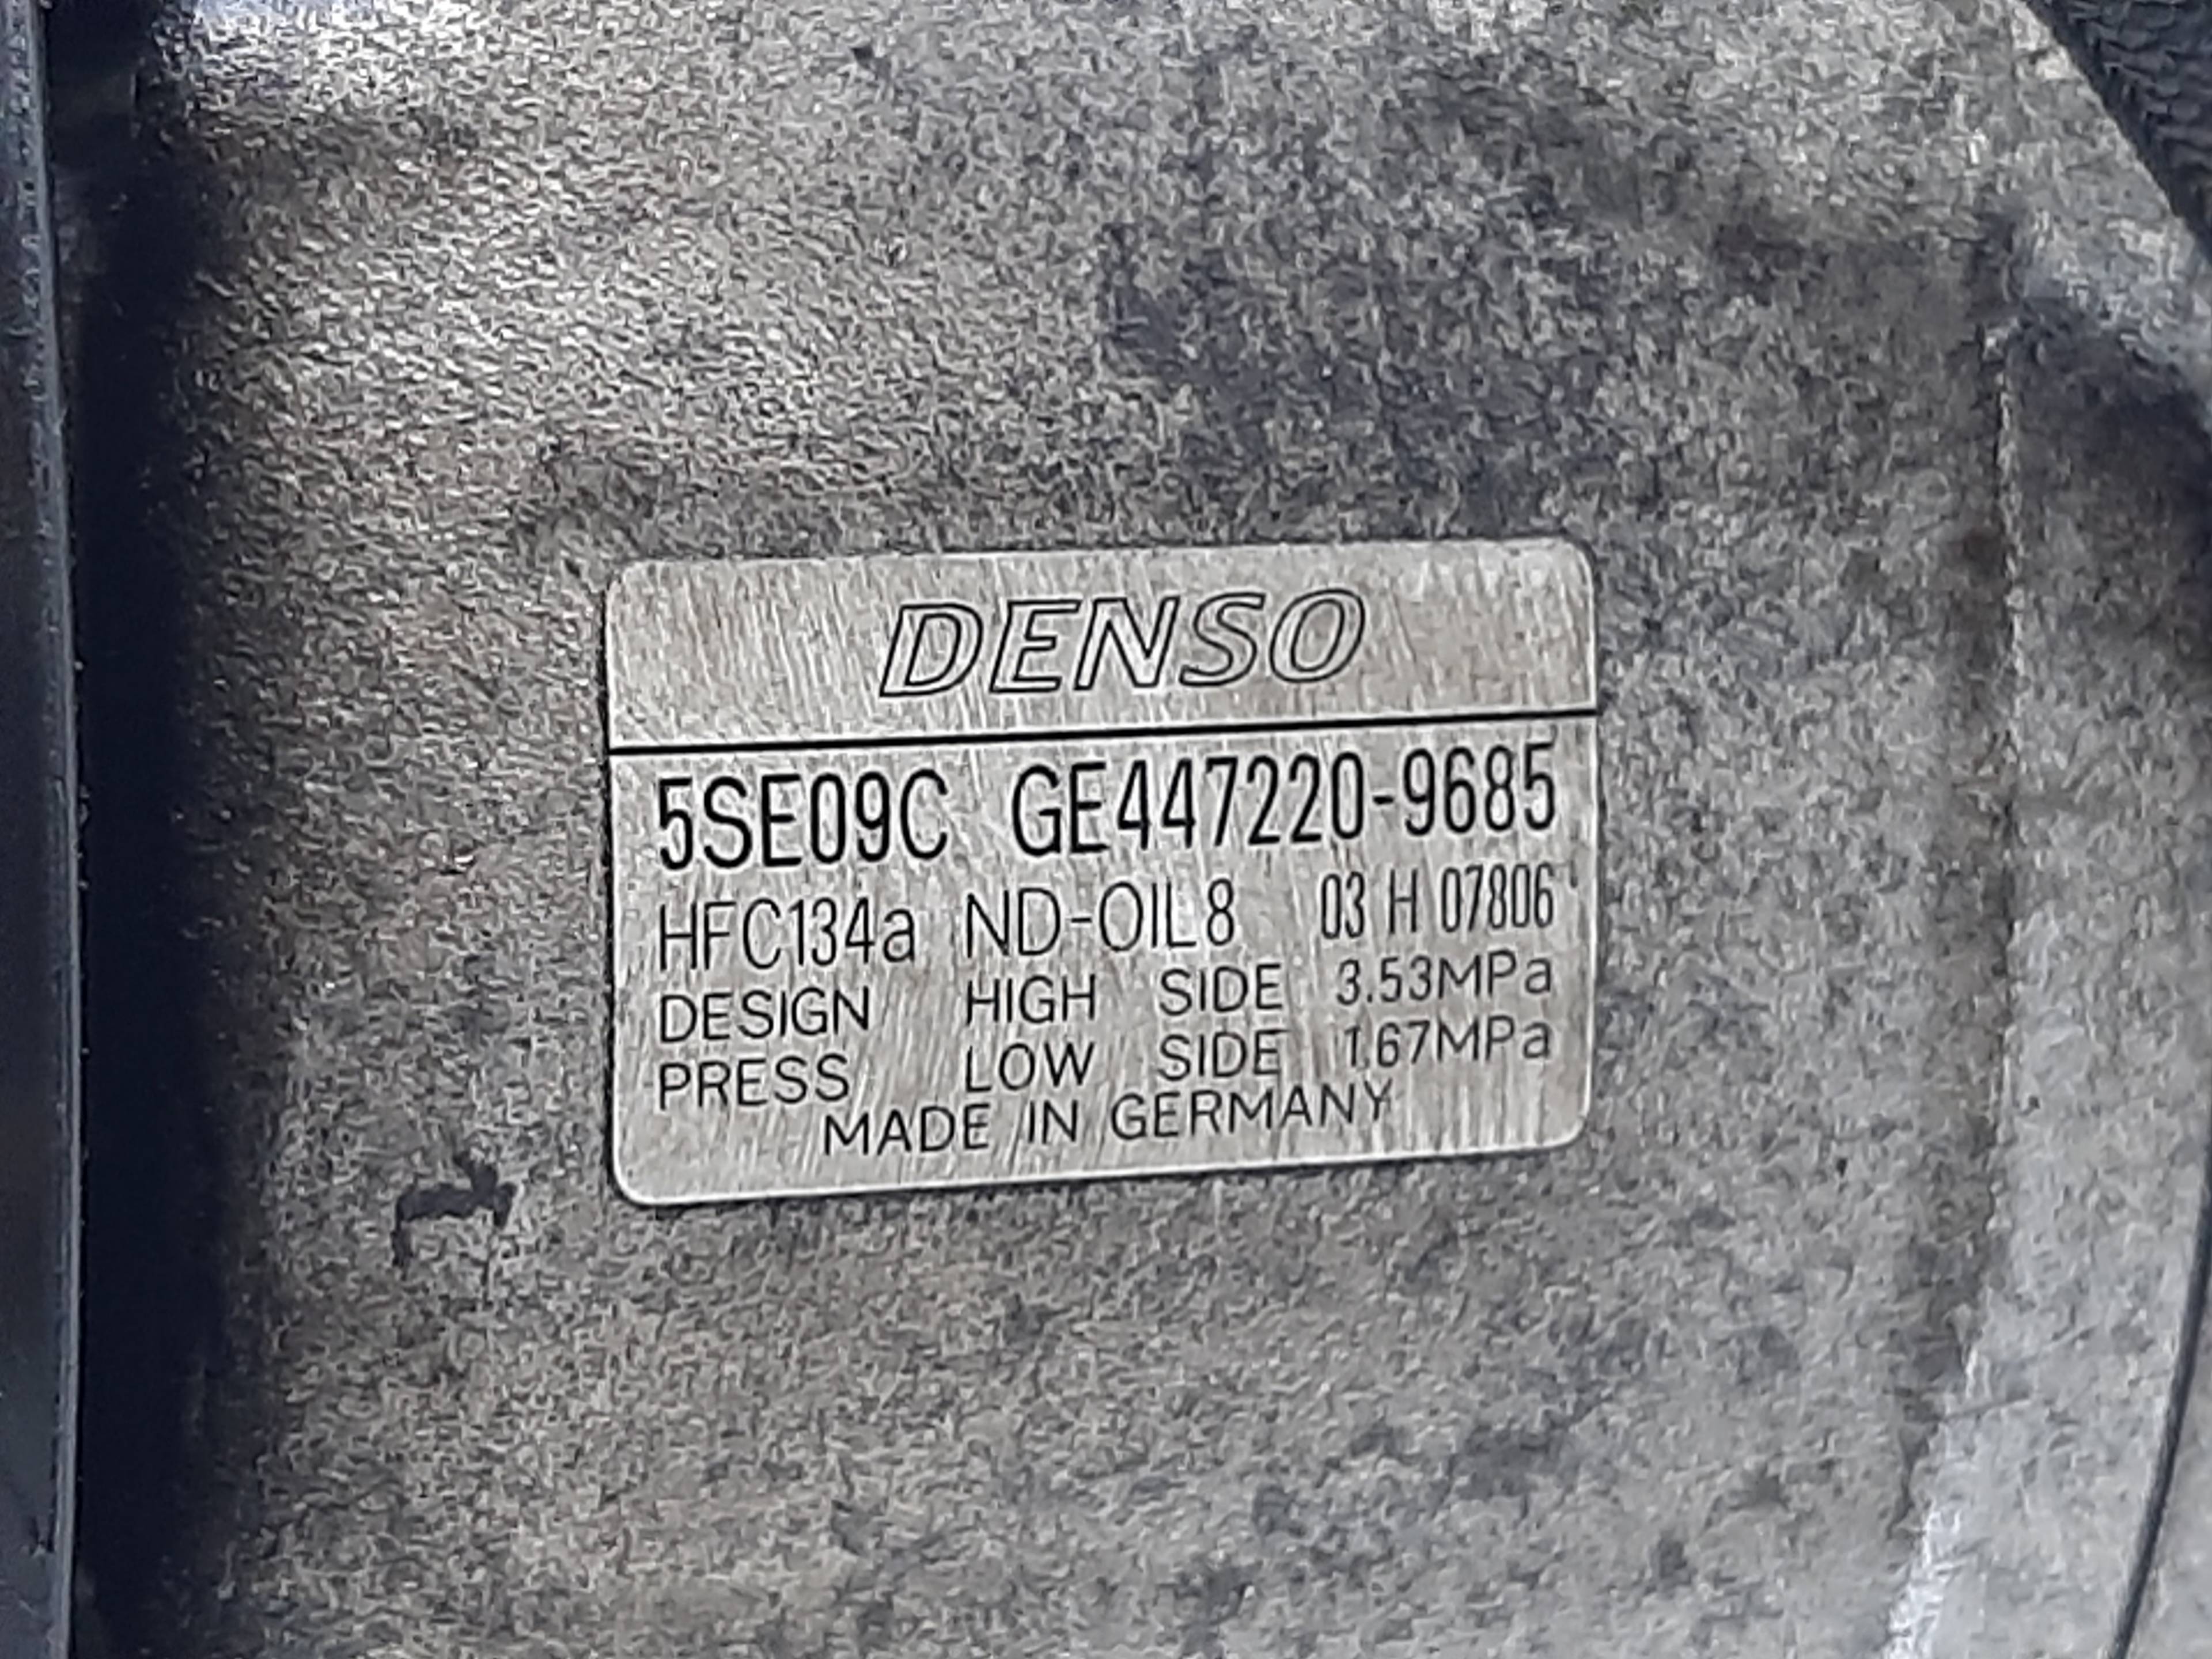 DENSO
5SE09C GE447220-9685
HFC134a ND-OIL8 03 H 07806
DESIGN HIGH SIDE 3.53MPa
PRESS LOW SIDE 1.67MPa
MADE IN GERMANY